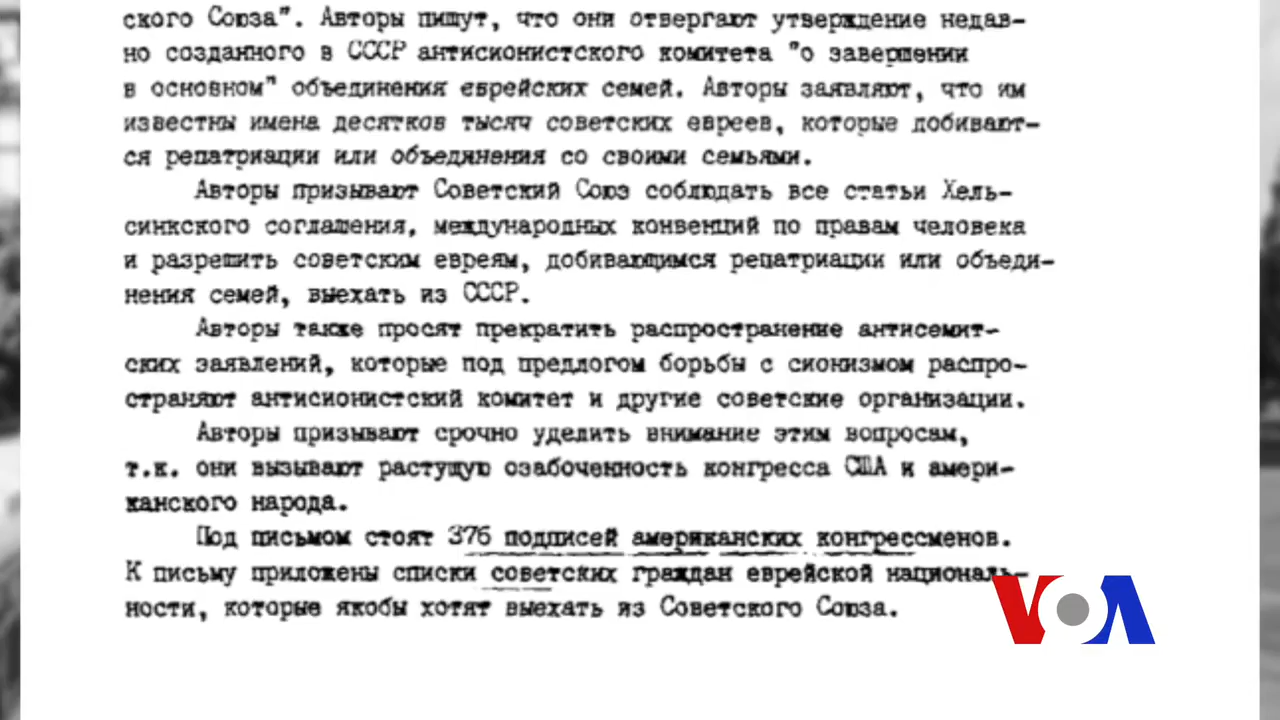 ского Союза". Авторы пишут, что они отвергают утверждение недав-
но созданного в СССР антисионистского комитета "о завершении
в основном" объединения еврейских семей. Авторы заявляют, что им
известны имена десятков тысяч советских евреев, которые добивают-
ся репатриации или объединения со своими семьями.
Авторы призывают Советский Союз соблюдать все статьи Хель-
синкского соглашения, международных конвенций по правам человека
и разрешить советским евреям, добивающимся репатриации или объеди-
нения семей, выехать из СССР.
Авторы также просят прекратить распространение антисемит-
ских заявлений, которые под предлогом борьбы с сионизмом распро-
страняют антисионистский комитет и другие советские организации.
Авторы призывают срочно уделить внимание этим вопросам,
т.к. они вызывают растущую озабоченность конгресса США и амери-
канского народа.
Под письмом стоят 376 подписей американских конгрессменов.
К письму приложены списки советских граждан еврейской националь-
ности, которые якобы хотят выехать из Советского Союза.
VOA